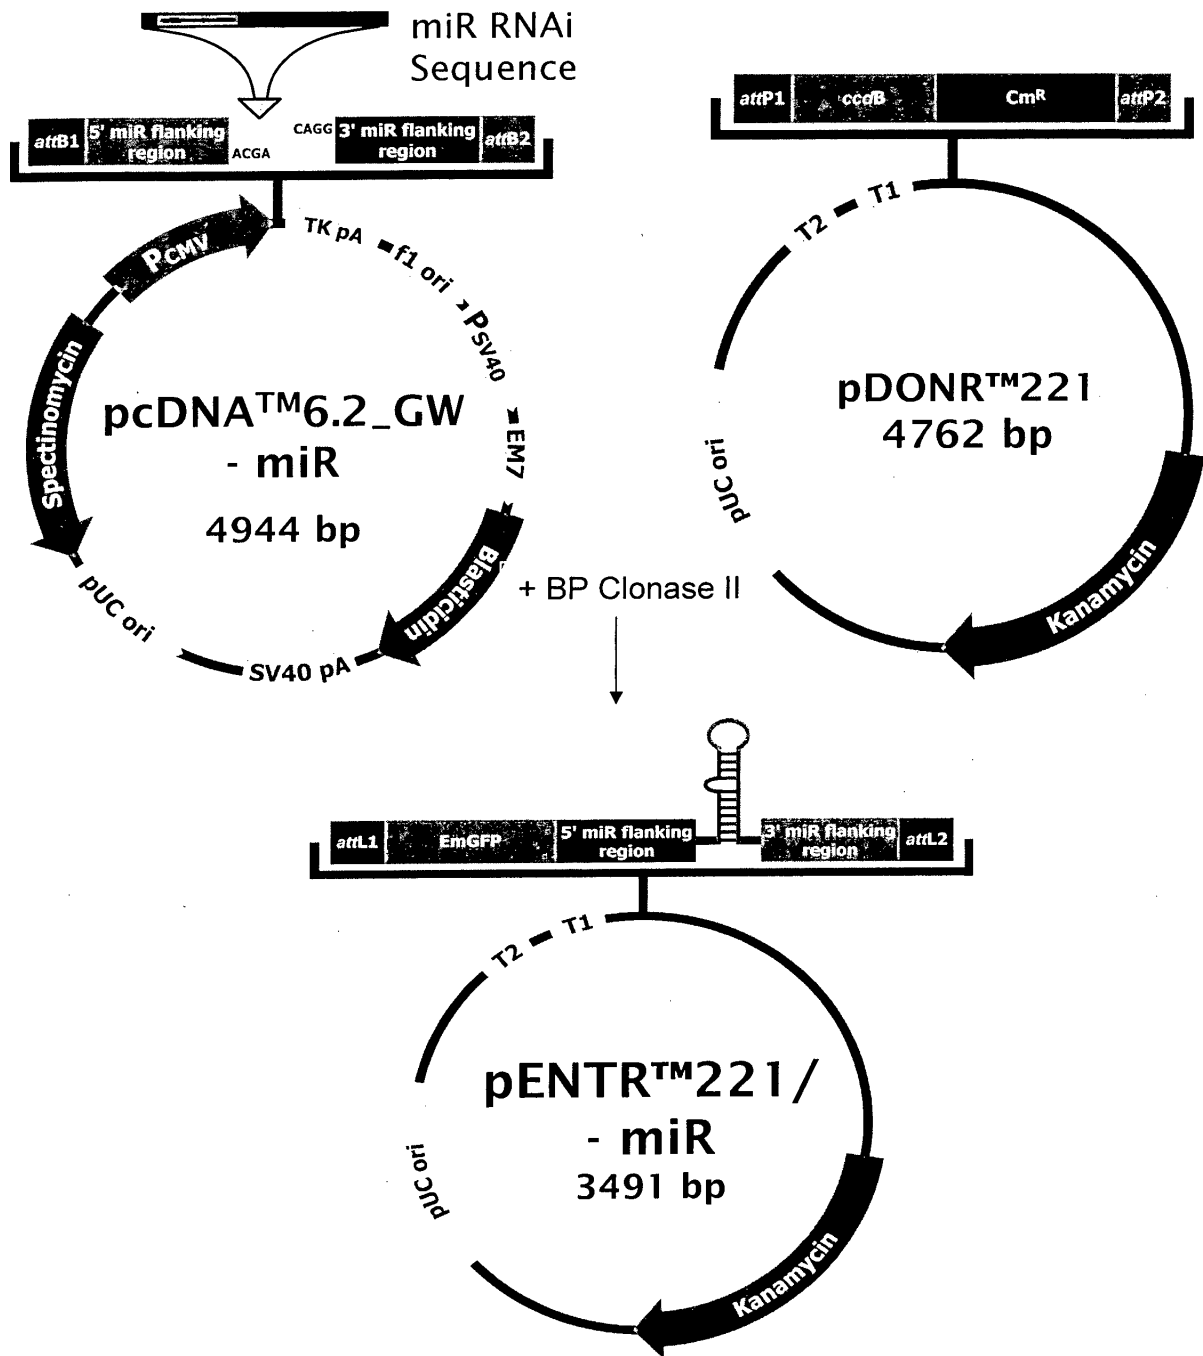 miR RNAi
Sequence
attB1
5' miR flanking
region
ACGA
CAGG
3' miR flanking
region
attB2
PCMV
TK pA
f1 ori
PSV40
EM7
Blasticidin
SV40 pA
pUC ori
Spectinomycin
pcDNA™6.2_GW
- miR
4944 bp
attP1
ccdB
CmR
attP2
T2
T1
pUC ori
Kanamycin
pDONR™221
4762 bp
+ BP Clonase II
attL1
EmGFP
5' miR flanking
region
3' miR flanking
region
attL2
T2
T1
pUC ori
Kanamycin
pENTR™221/
- miR
3491 bp